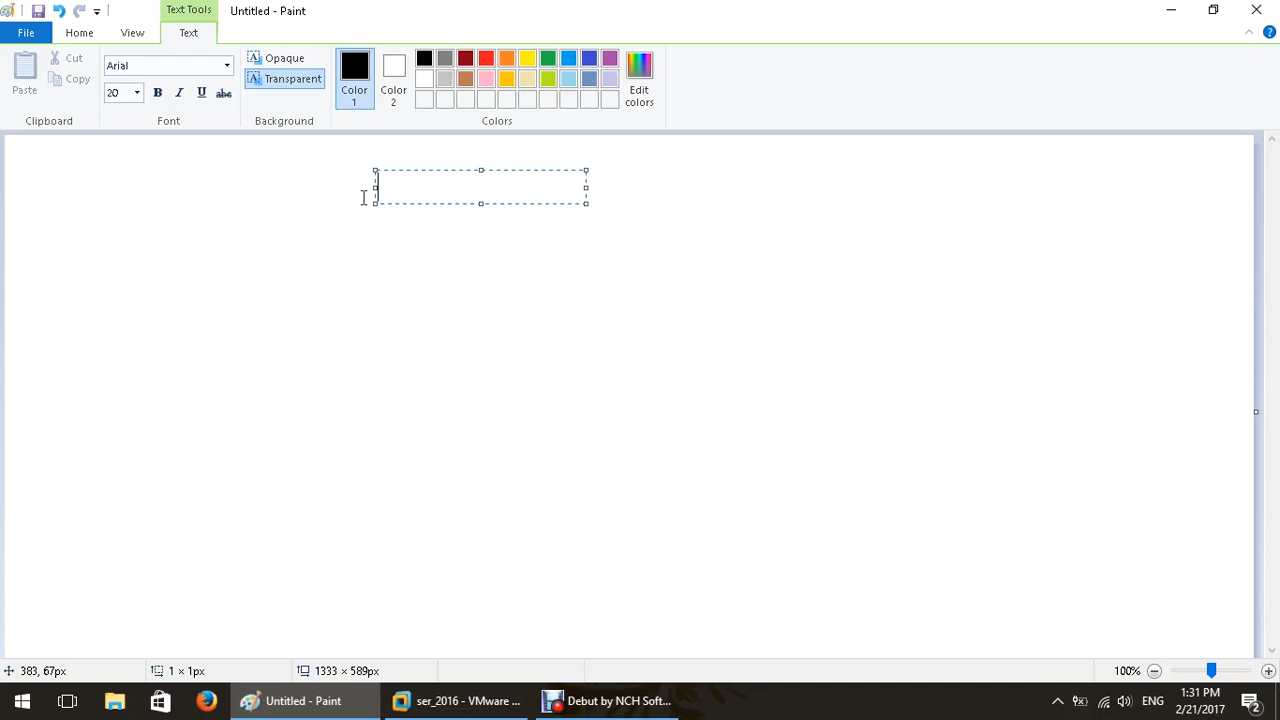 Text Tools
Untitled - Paint
File
Home
View
Text
Paste
Cut
Copy
Clipboard
Arial
20
B I U abc
Font
A Opaque
A Transparent
Background
Color 1
Color 2
Edit colors
Colors
383, 67px
1 × 1px
1333 × 589px
100%
Untitled - Paint
ser_2016 - VMware ...
Debut by NCH Soft...
ENG
1:31 PM
2/21/2017
2